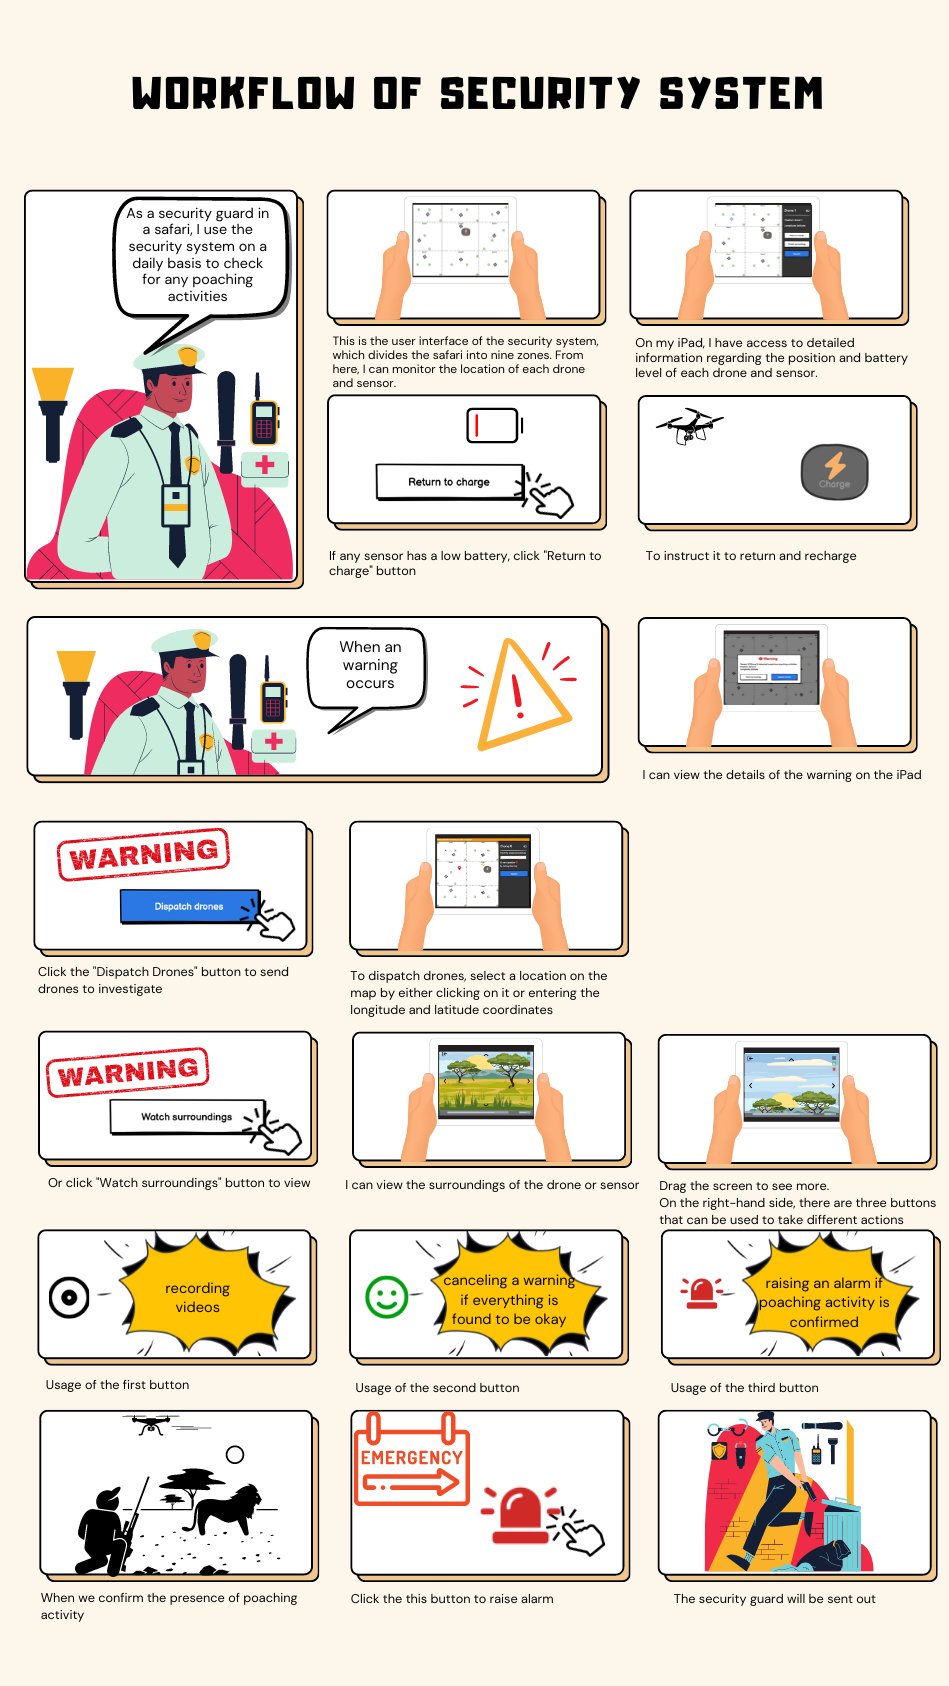 WORKFLOW OF SECURITY SYSTEM
As a security guard in
a safari, I use the
security system on a
daily basis to check
for any poaching
activities
This is the user interface of the security system,
which divides the safari into nine zones. From
here, I can monitor the location of each drone
and sensor.
On my iPad, I have access to detailed
information regarding the position and battery
level of each drone and sensor.
Return to charge
Charge
If any sensor has a low battery, click "Return to
charge" button
To instruct it to return and recharge
When an
warning
occurs
Warning
I can view the details of the warning on the iPad
WARNING
Dispatch drones
Click the "Dispatch Drones" button to send
drones to investigate
To dispatch drones, select a location on the
map by either clicking on it or entering the
longitude and latitude coordinates
WARNING
Watch surroundings
Or click "Watch surroundings" button to view
I can view the surroundings of the drone or sensor
Drag the screen to see more.
On the right-hand side, there are three buttons
that can be used to take different actions
recording
videos
canceling a warning
if everything is
found to be okay
raising an alarm if
poaching activity is
confirmed
Usage of the first button
Usage of the second button
Usage of the third button
EMERGENCY
When we confirm the presence of poaching
activity
Click the this button to raise alarm
The security guard will be sent out